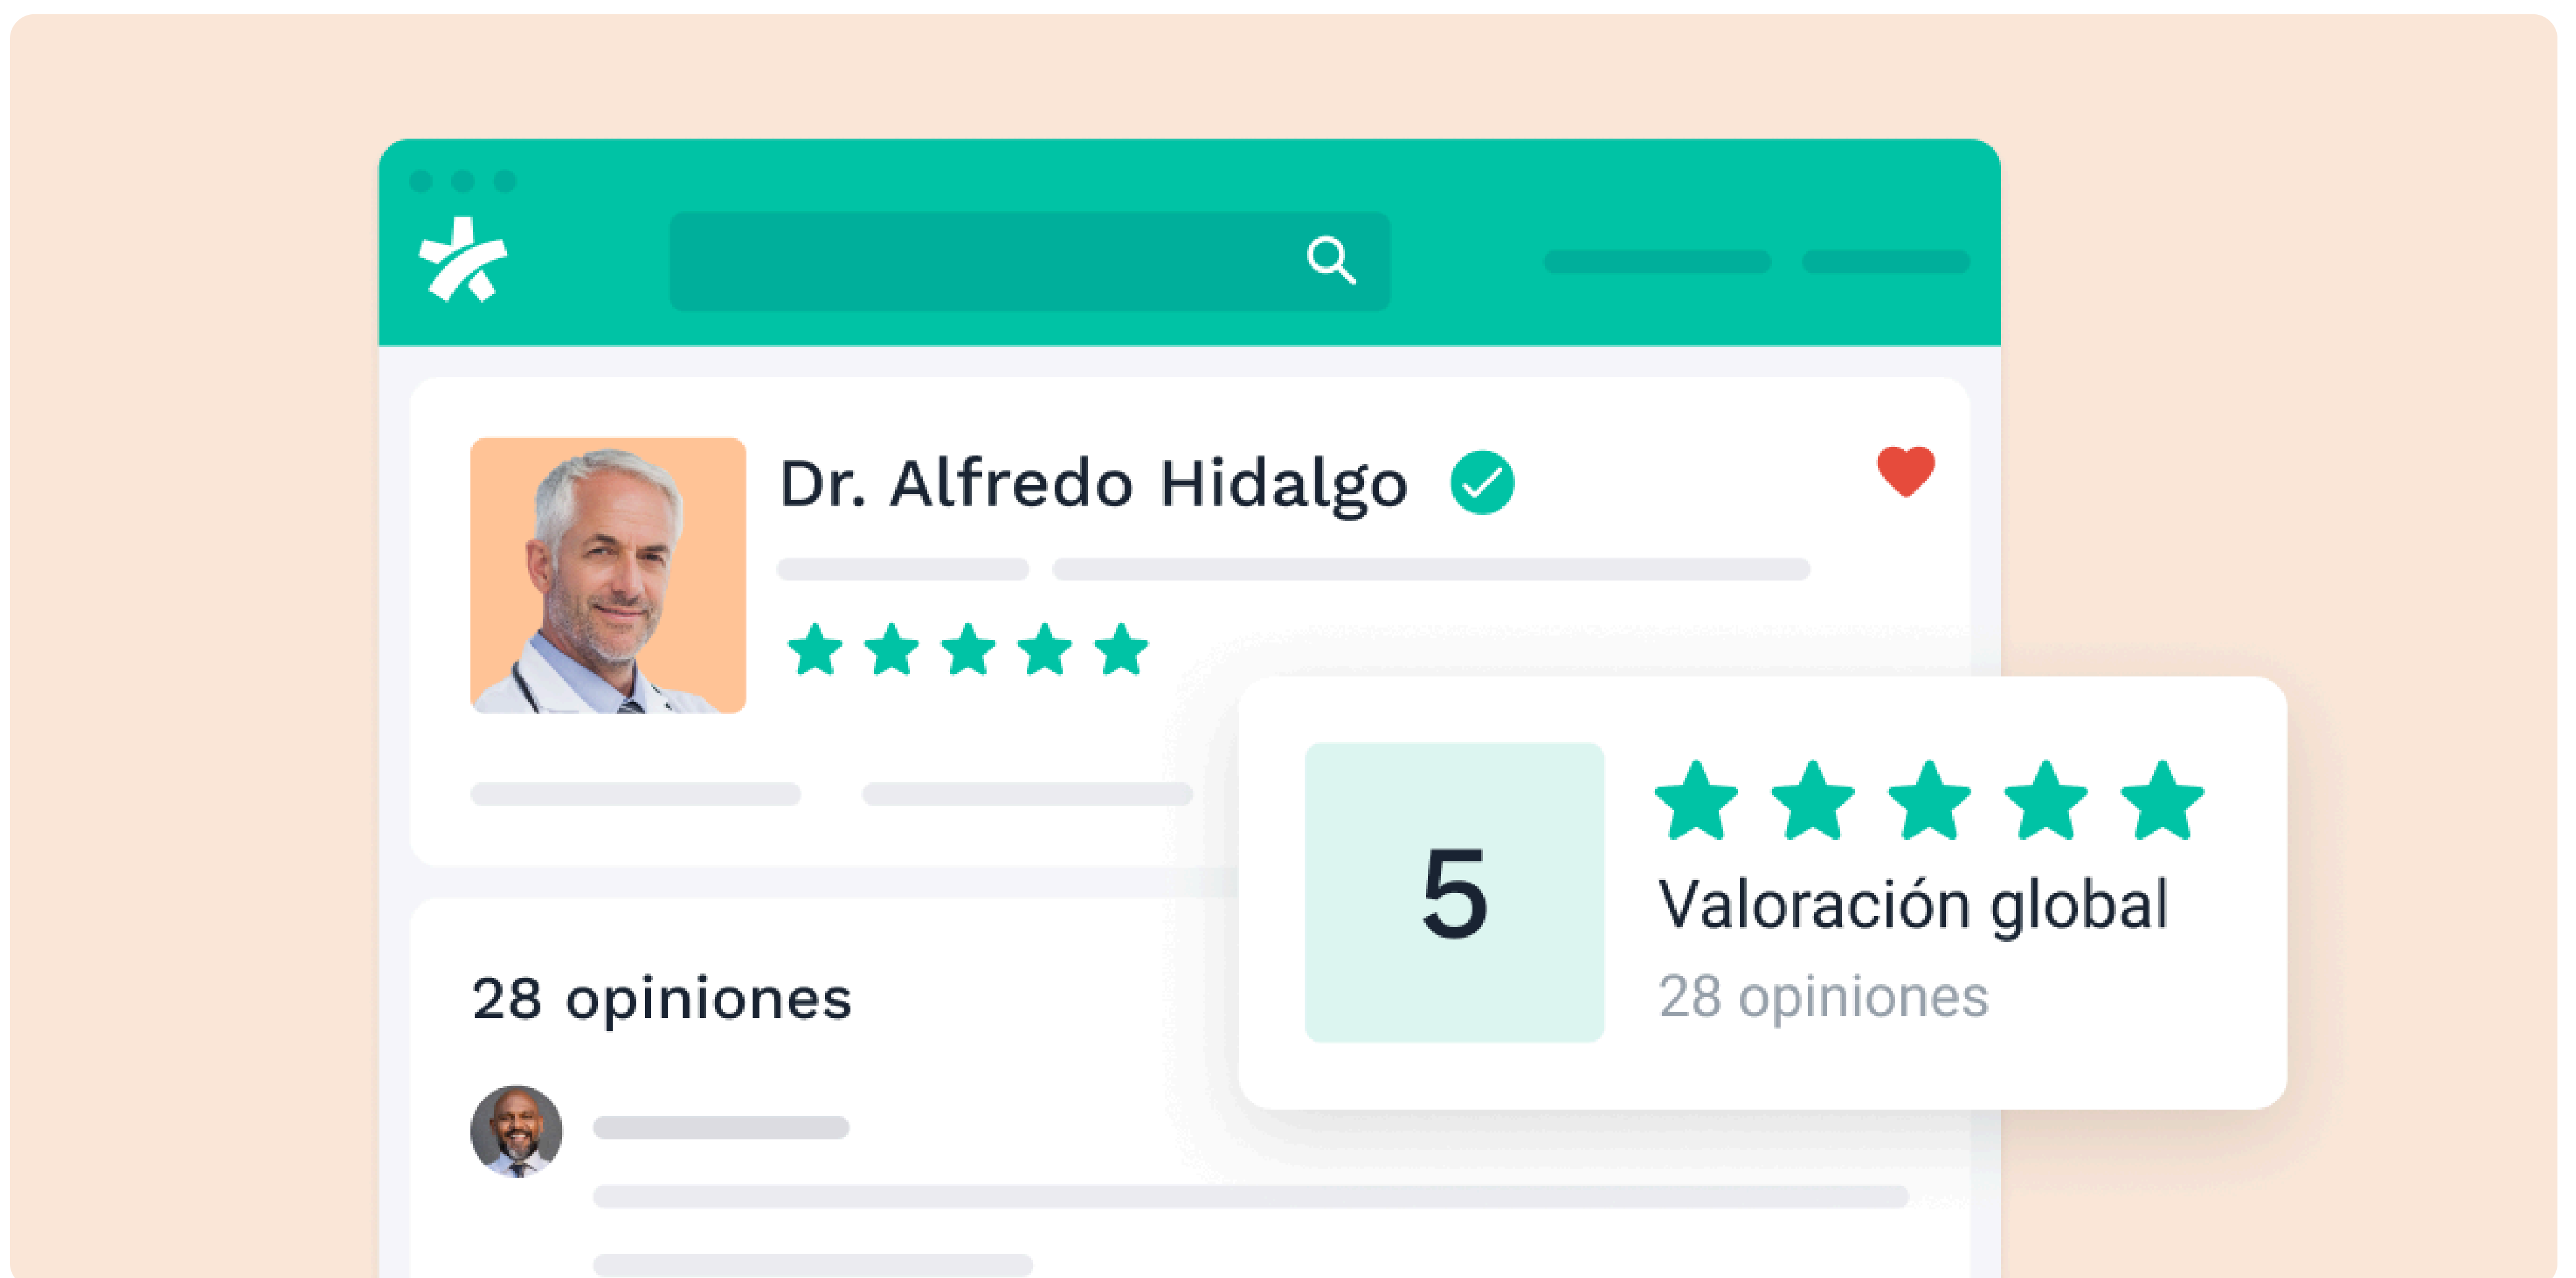 Dr. Alfredo Hidalgo
5
Valoración global
28 opiniones
28 opiniones